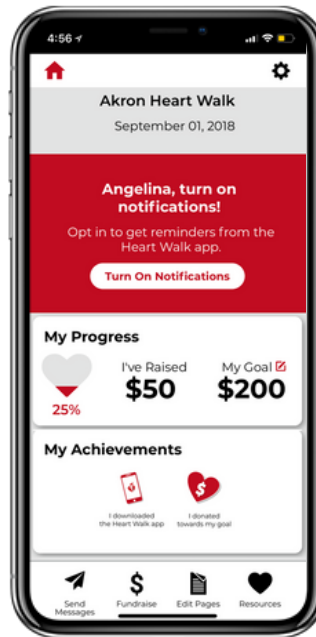 4:56
Akron Heart Walk
September 01, 2018
Angelina, turn on
notifications!
Opt in to get reminders from the
Heart Walk app.
Turn On Notifications
My Progress
I've Raised
$50
My Goal
$200
25%
My Achievements
I downloaded
the Heart Walk app
I donated
towards my goal
Send
Messages
Fundraise
Edit Pages
Resources